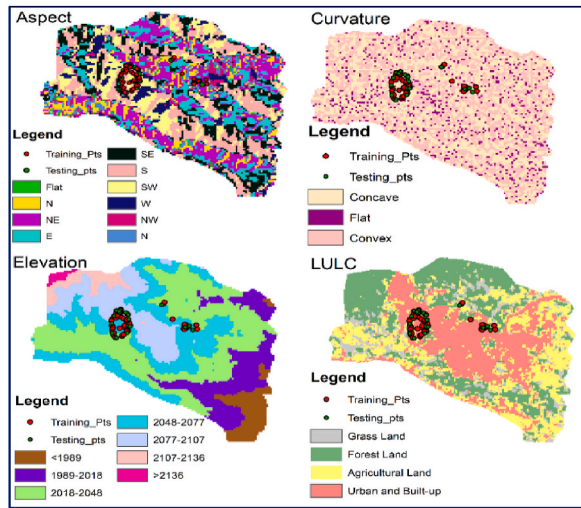 Aspect
Legend
Training_Pts
Testing_pts
Flat
N
NE
E
SE
S
SW
W
NW
N
Curvature
Legend
Training_Pts
Testing_pts
Concave
Flat
Convex
Elevation
Legend
Training_Pts
Testing_pts
<1989
1989-2018
2018-2048
2048-2077
2077-2107
2107-2136
>2136
LULC
Legend
Training_Pts
Testing_pts
Grass Land
Forest Land
Agricultural Land
Urban and Built-up